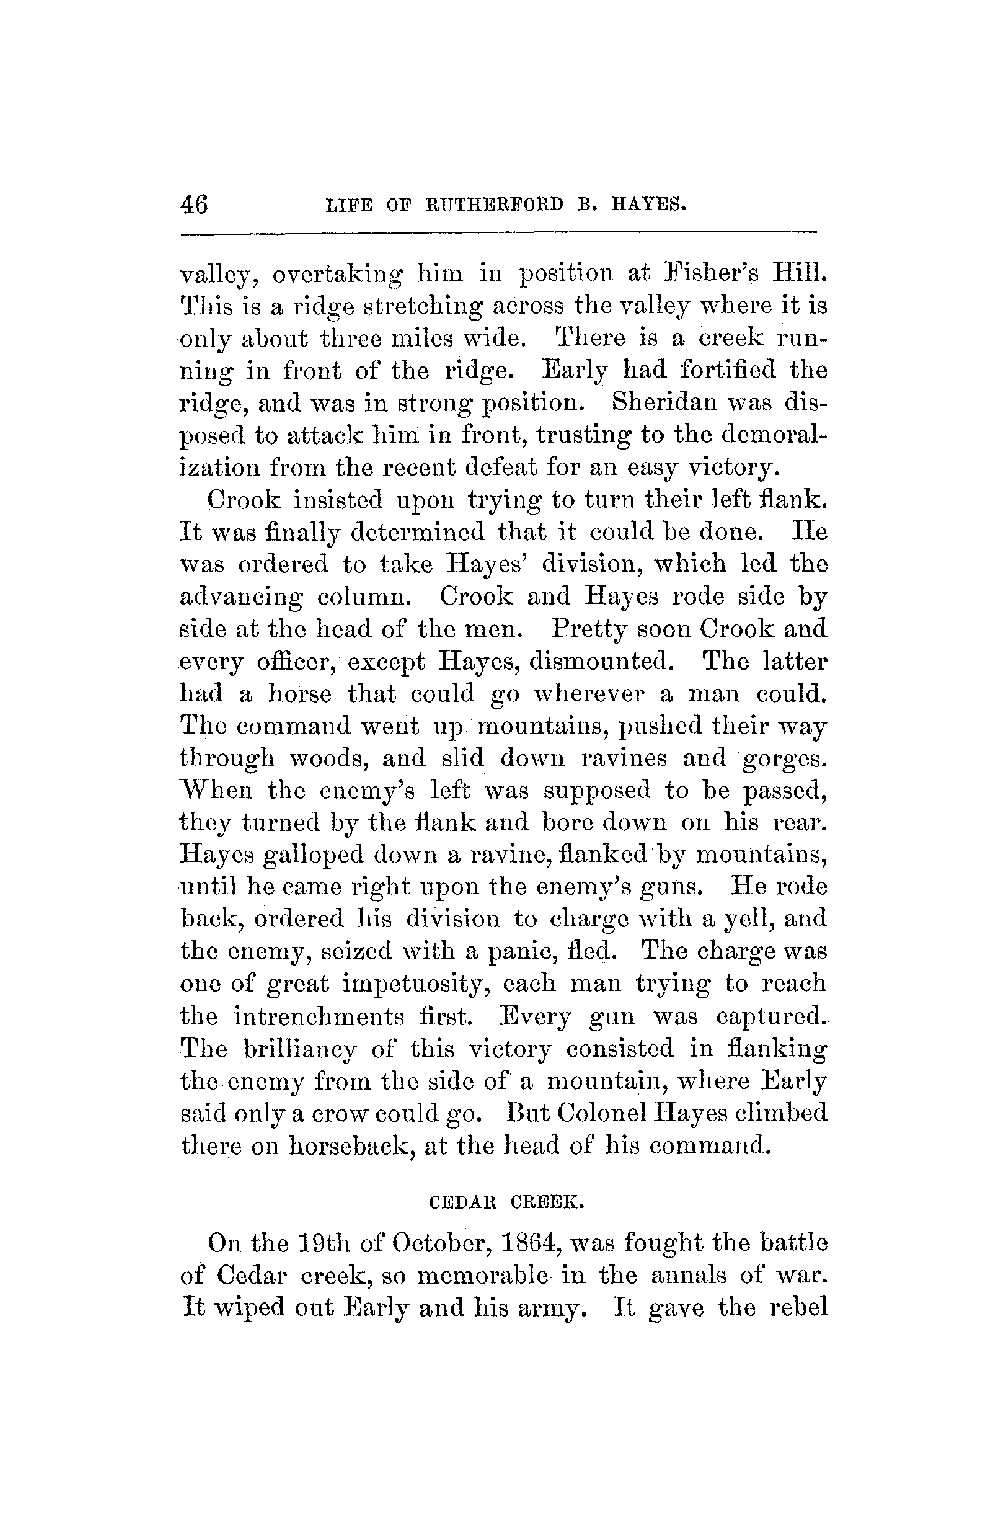 46 LIFE OF RUTHERFORD B. HAYES.
valley, overtaking him in position at Fisher's Hill.
This is a ridge stretching across the valley where it is
only about three miles wide. There is a creek run-
ning in front of the ridge. Early had fortified the
ridge, and was in strong position. Sheridan was dis-
posed to attack him in front, trusting to the demoral-
ization from the recent defeat for an easy victory.
Crook insisted upon trying to turn their left flank.
It was finally determined that it could be done. He
was ordered to take Hayes' division, which led the
advancing column. Crook and Hayes rode side by
side at the head of the men. Pretty soon Crook and
every officer, except Hayes, dismounted. The latter
had a horse that could go wherever a man could.
The command went up mountains, pushed their way
through woods, and slid down ravines and gorges.
When the enemy's left was supposed to be passed,
they turned by the flank and bore down on his rear.
Hayes galloped down a ravine, flanked by mountains,
until he came right upon the enemy's guns. He rode
back, ordered his division to charge with a yell, and
the enemy, seized with a panic, fled. The charge was
one of great impetuosity, each man trying to reach
the intrenchments first. Every gun was captured.
The brilliancy of this victory consisted in flanking
the enemy from the side of a mountain, where Early
said only a crow could go. But Colonel Hayes climbed
there on horseback, at the head of his command.
CEDAR CREEK.
On the 19th of October, 1864, was fought the battle
of Cedar creek, so memorable in the annals of war.
It wiped out Early and his army. It gave the rebel